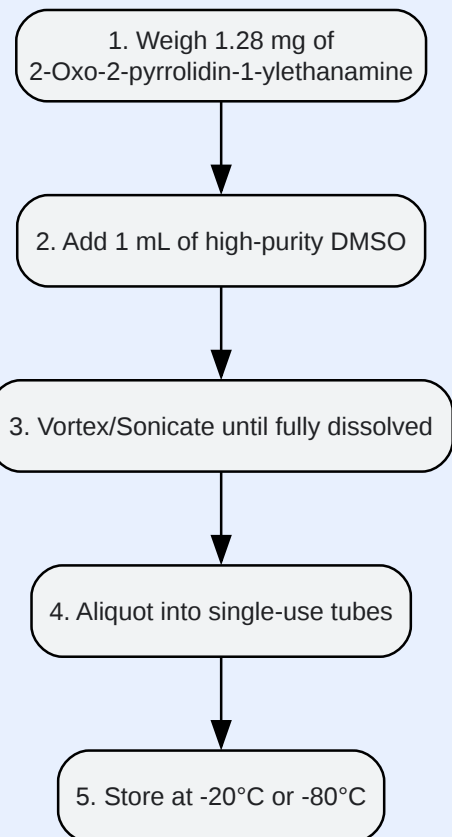 1. Weigh 1.28 mg of
2-Oxo-2-pyrrolidin-1-ylethanamine
2. Add 1 mL of high-purity DMSO
3. Vortex/Sonicate until fully dissolved
4. Aliquot into single-use tubes
5. Store at -20°C or -80°C